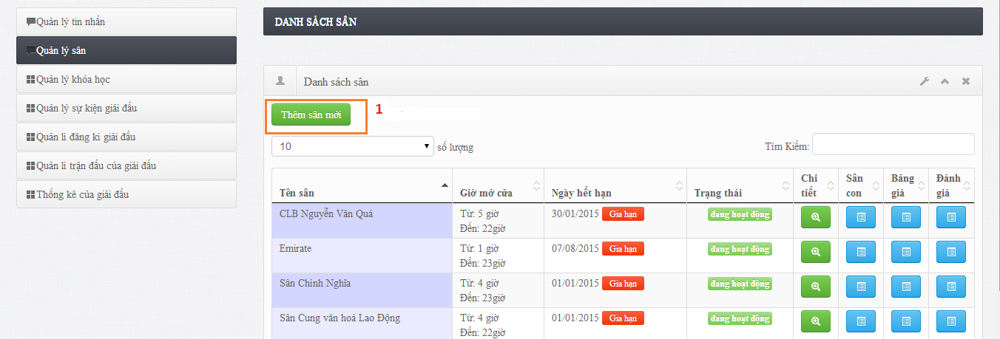 Quản lý tin nhắn
Quản lý sân
Quản lý khóa học
Quản lý sự kiện giải đấu
Quản lí đăng kí giải đấu
Quản lí trận đấu của giải đấu
Thống kê của giải đấu
DANH SÁCH SÂN
Danh sách sân
Thêm sân mới
1
10 số lượng
Tìm Kiếm:
Tên sân Giờ mở cửa Ngày hết hạn Trạng thái Chi tiết Sân con Bảng giá Đánh giá
CLB Nguyễn Văn Quá Từ: 5 giờ 30/01/2015 Gia hạn đang hoạt động
Đến: 22giờ
Emirate Từ: 1 giờ 07/08/2015 Gia hạn đang hoạt động
Đến: 23giờ
Sân Chính Nghĩa Từ: 4 giờ 01/01/2015 Gia hạn đang hoạt động
Đến: 23giờ
Sân Cung văn hoá Lao Động Từ: 4 giờ 01/01/2015 Gia hạn đang hoạt động
Đến: 22giờ